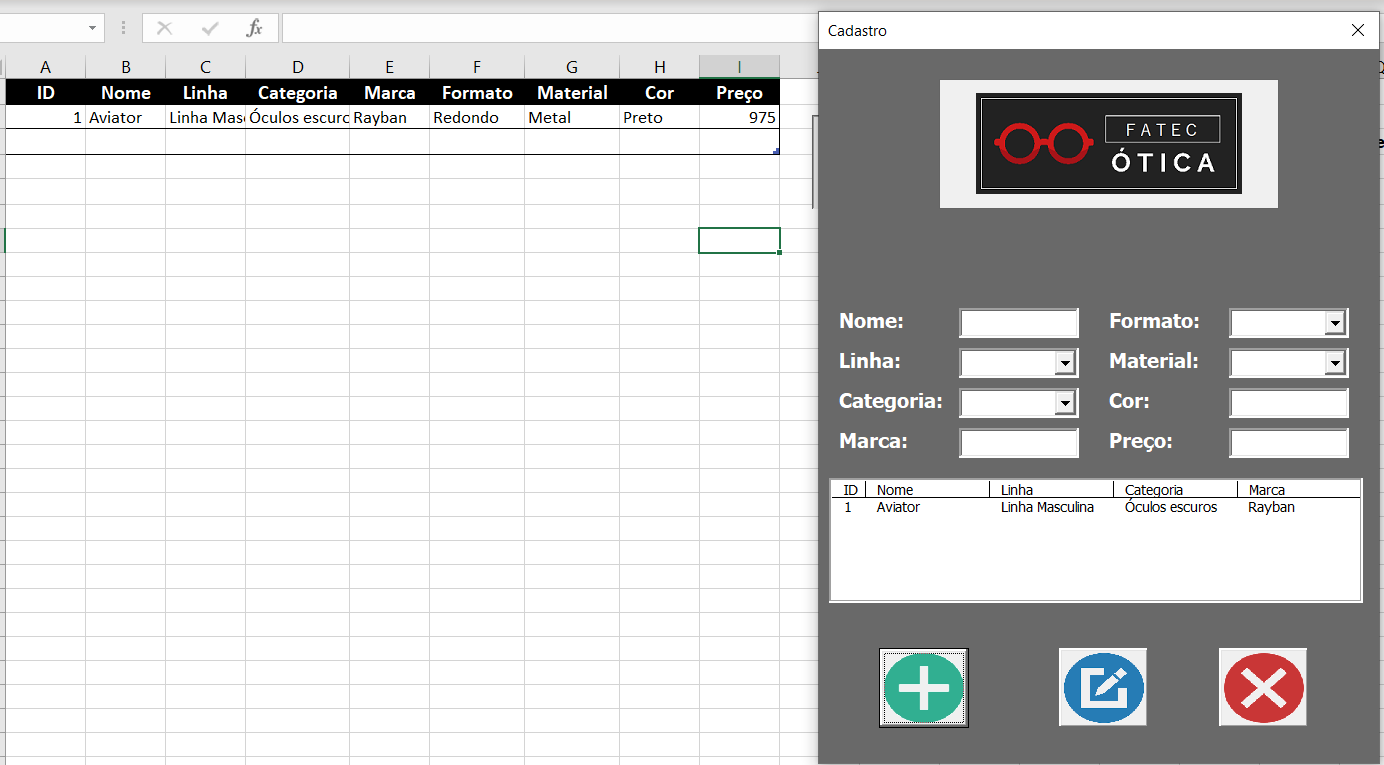 Cadastro
fx
A B C D E F G H I
ID Nome Linha Categoria Marca Formato Material Cor Preço
1 Aviator Linha Mas Óculos escuro Rayban Redondo Metal Preto 975
FATEC
ÓTICA
Nome: Formato:
Linha: Material:
Categoria: Cor:
Marca: Preço:
ID Nome Linha Categoria Marca
1 Aviator Linha Masculina Óculos escuros Rayban